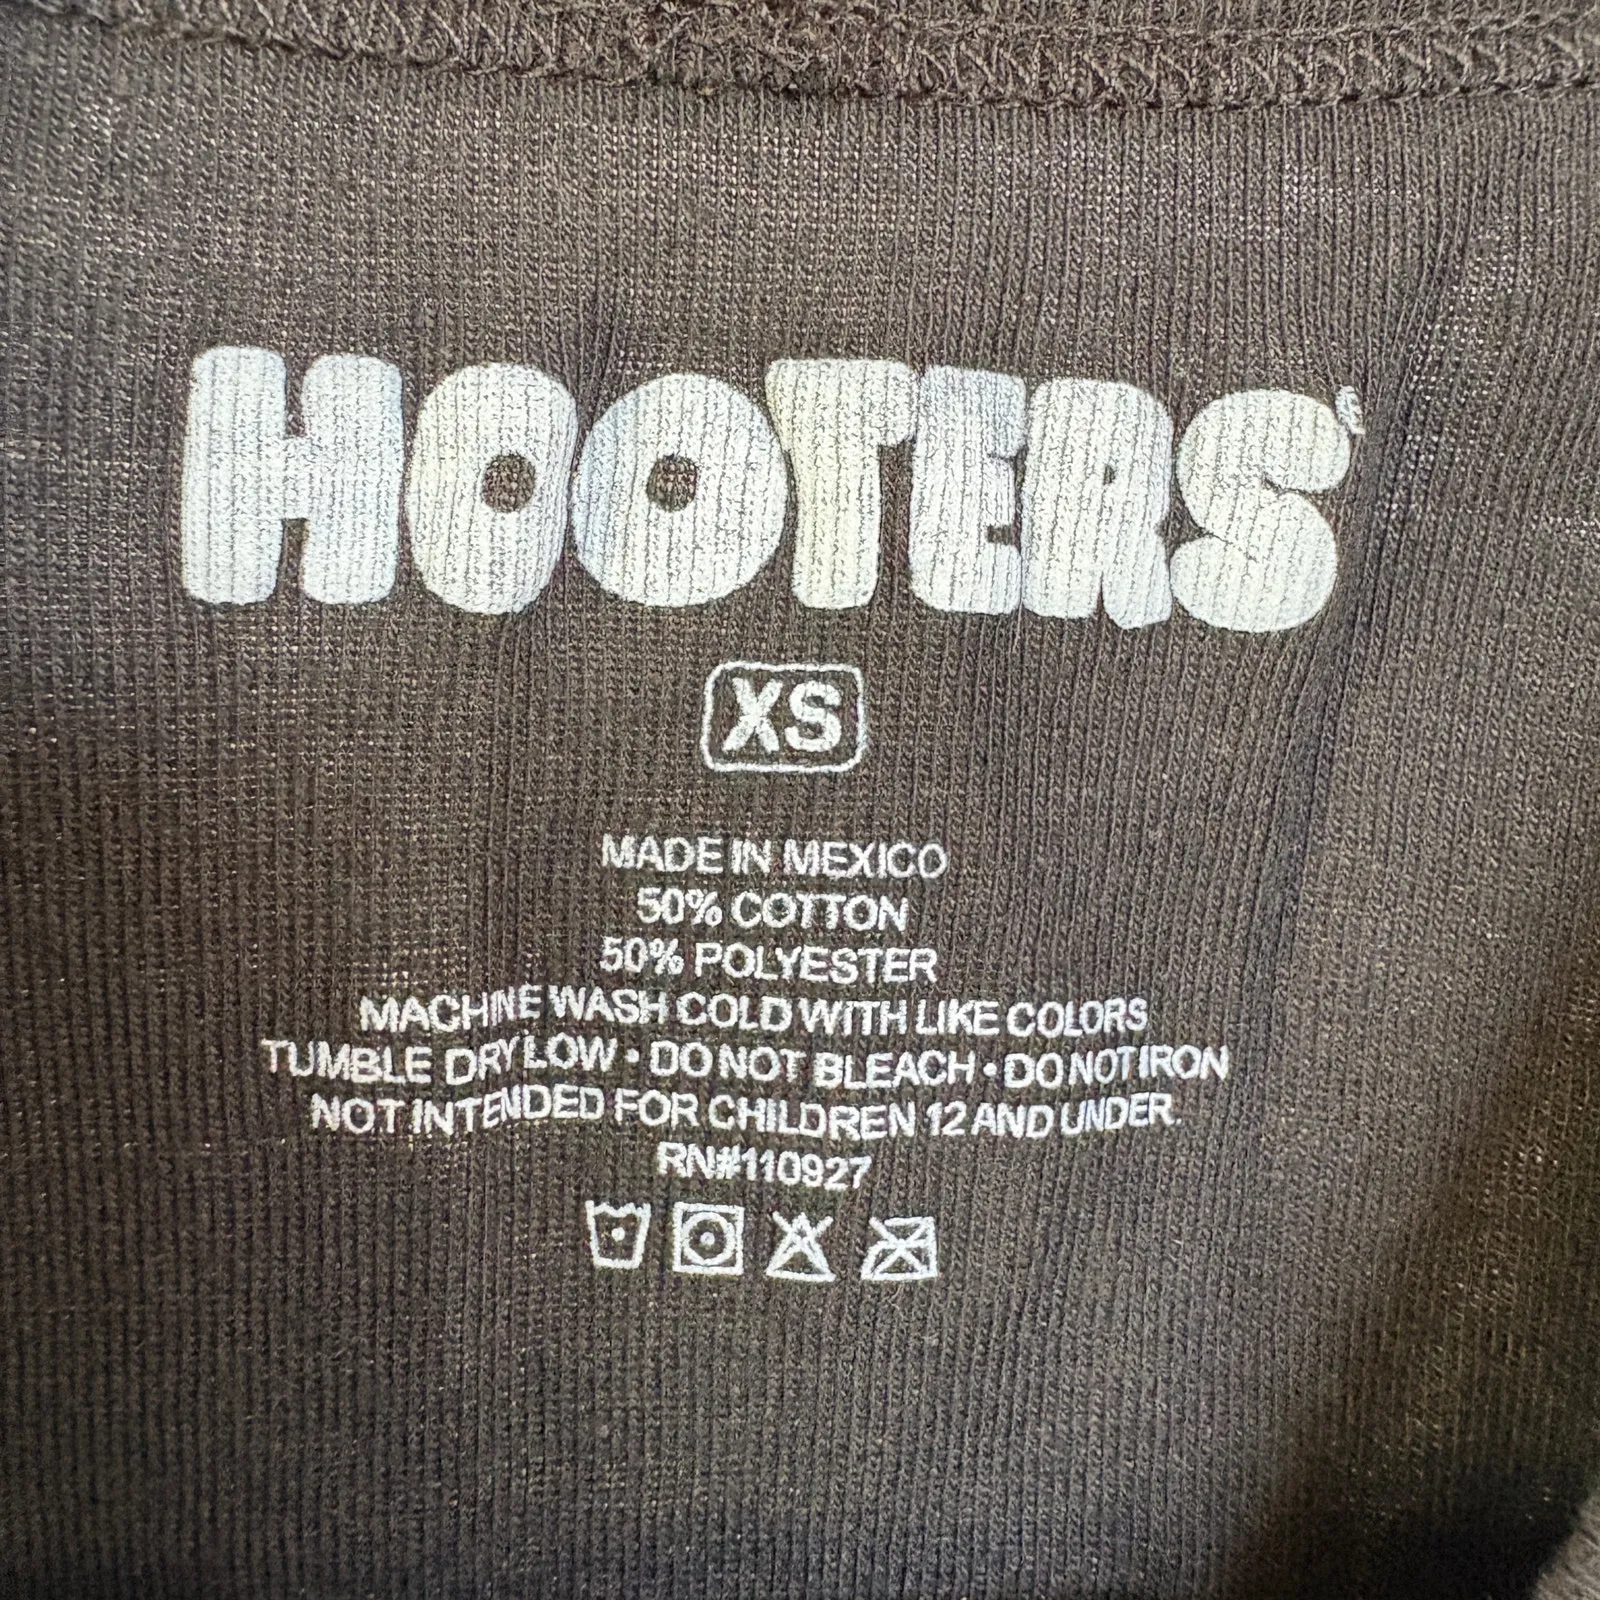 HOOTERS
XS
MADE IN MEXICO
50% COTTON
50% POLYESTER
MACHINE WASH COLD WITH LIKE COLORS
TUMBLE DRY LOW • DO NOT BLEACH • DO NOT IRON
NOT INTENDED FOR CHILDREN 12 AND UNDER.
RN#110927